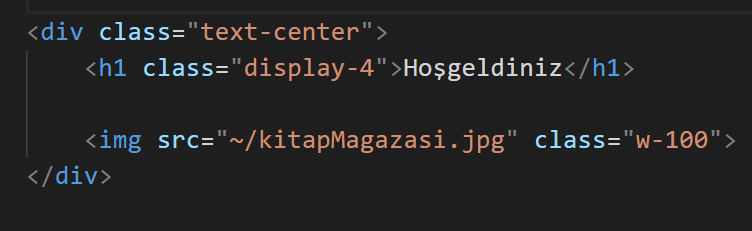 <div class="text-center">
<h1 class="display-4">Hoşgeldiniz</h1>
<img src="~/kitapMagazasi.jpg" class="w-100">
</div>